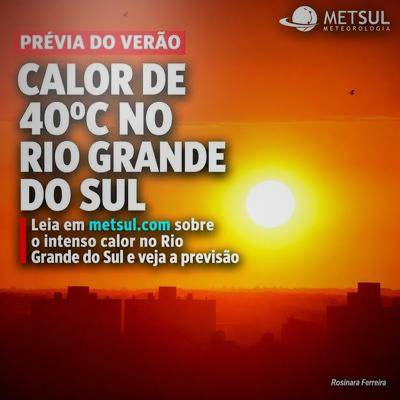 METSUL
METEOROLOGIA
PRÉVIA DO VERÃO
CALOR DE
40ºC NO
RIO GRANDE
DO SUL
Leia em metsul.com sobre
o intenso calor no Rio
Grande do Sul e veja a previsão
Rosinara Ferreira